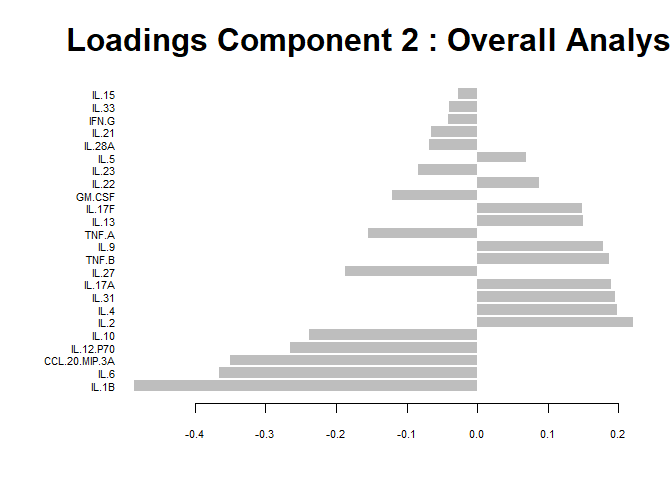 Loadings Component 2 : Overall Analys
IL.15
IL.33
IFN.G
IL.21
IL.28A
IL.5
IL.23
IL.22
GM.CSF
IL.17F
IL.13
TNF.A
IL.9
TNF.B
IL.27
IL.17A
IL.31
IL.4
IL.2
IL.10
IL.12.P70
CCL.20.MIP.3A
IL.6
IL.1B
-0.4 -0.3 -0.2 -0.1 0.0 0.1 0.2